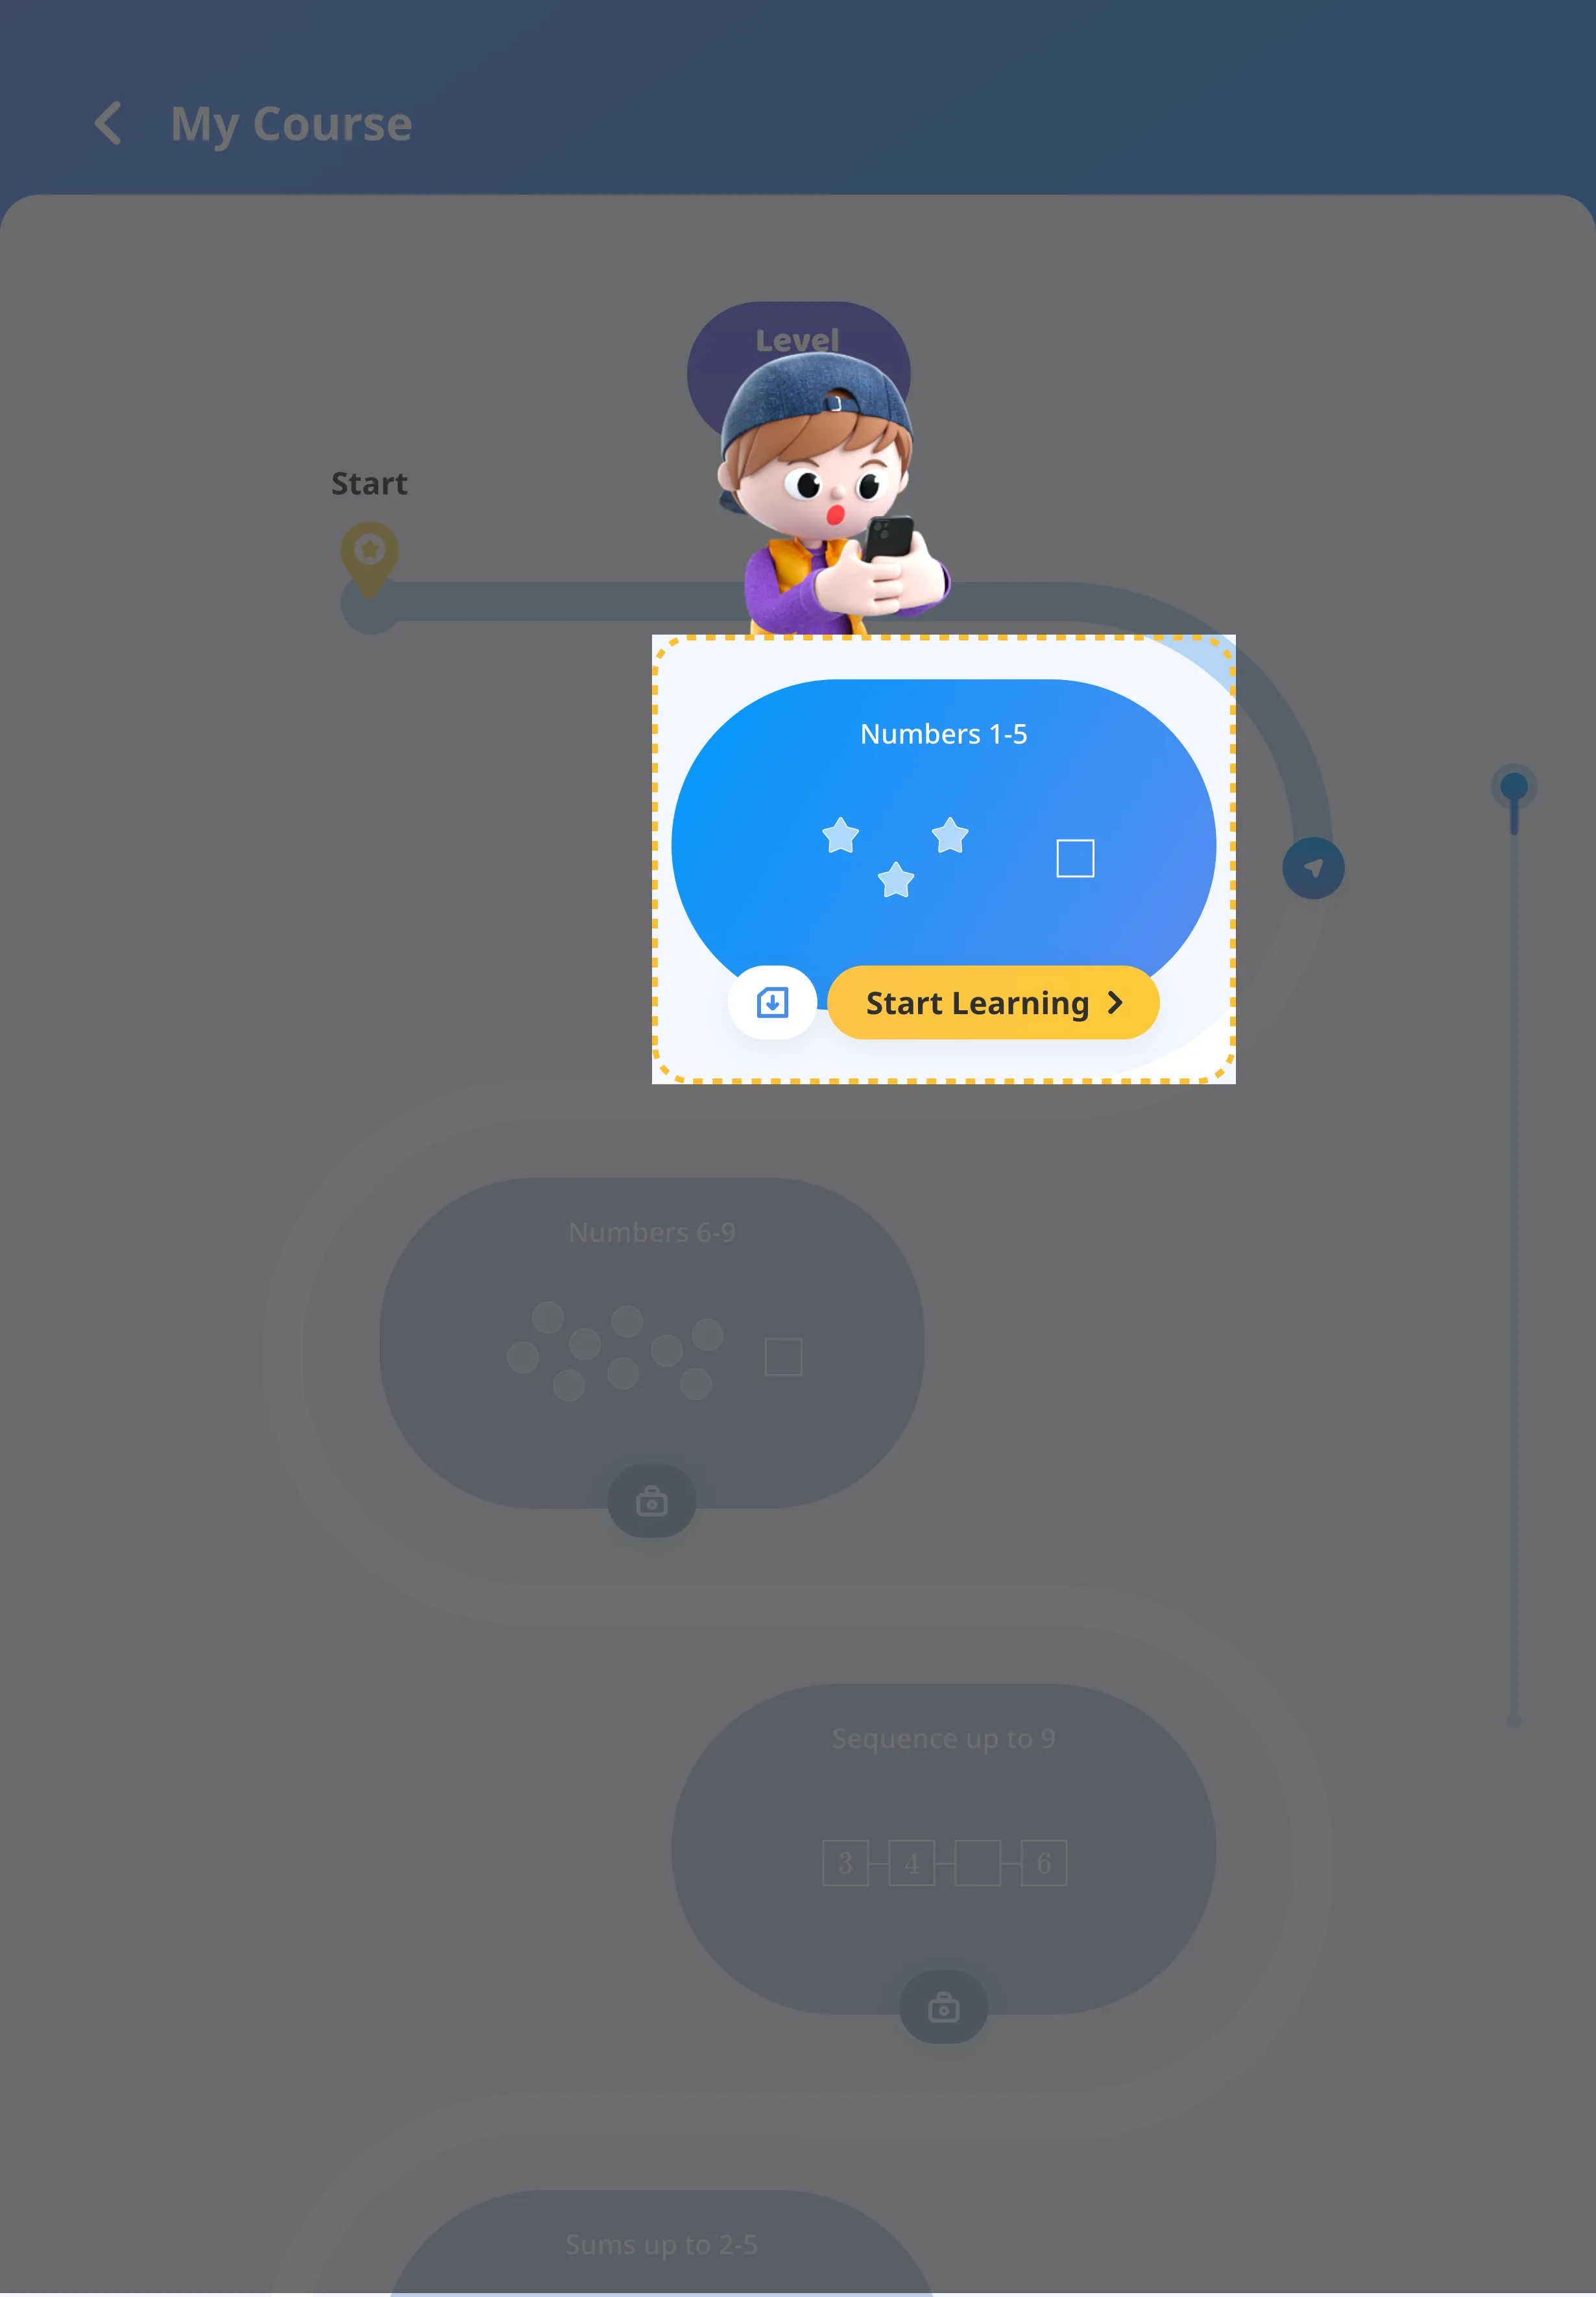 My Course
Level
Start
Numbers 1-5
Start Learning
Numbers 6-9
Sequence up to 9
3 4 6
Sums up to 2-5